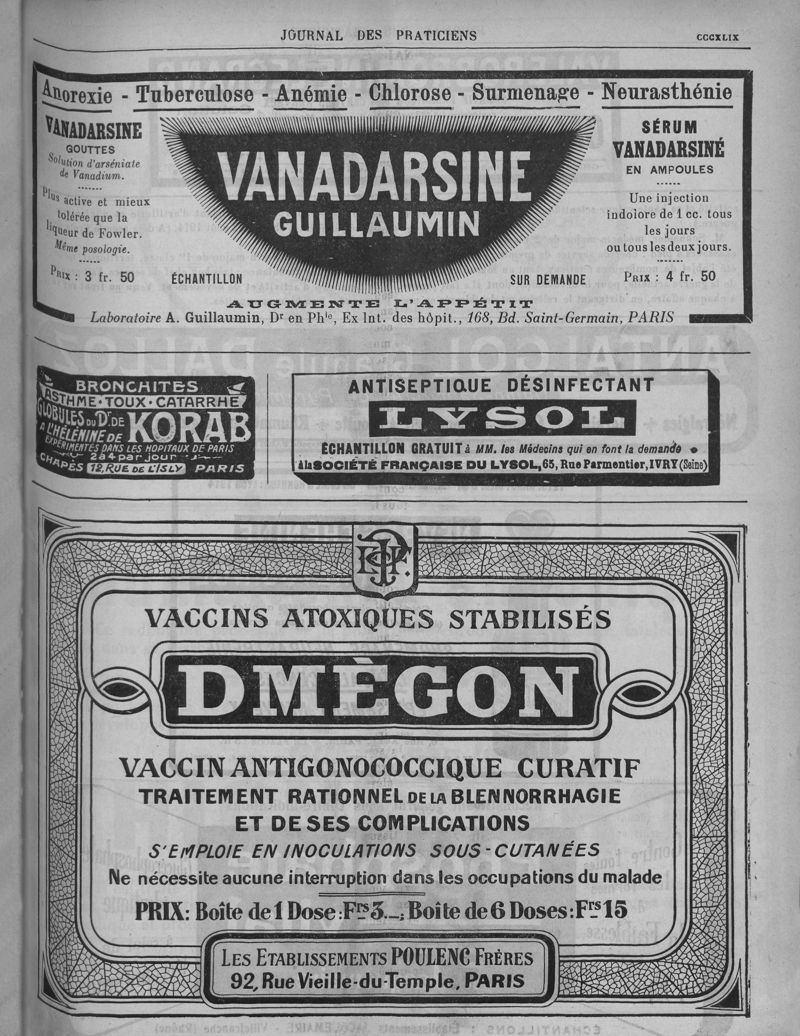 JOURNAL DES PRATICIENS
CCCXLIX
Anorexie - Tuberculose - Anémie - Chlorose - Surmenage - Neurasthénie
VANADARSINE
GOUTTES
Solution d'arséniate
de Vanadium.
Plus active et mieux
tolérée que la
liqueur de Fowler.
Même posologie.
PRIX : 3 fr. 50
VANADARSINE
GUILLAUMIN
ÉCHANTILLON
SUR DEMANDE
SÉRUM
VANADARSINÉ
EN AMPOULES
Une injection
indolore de 1 cc. tous
les jours
ou tous les deux jours.
PRIX : 4 fr. 50
AUGMENTE L'APPÉTIT
Laboratoire A. Guillaumin, Dr en Phie, Ex Int. des hôpit., 168, Bd. Saint-Germain, PARIS
BRONCHITES
ASTHME · TOUX · CATARRHE
GLOBULES DU Dr. DE
KORAB
A L'HÉLÉNINE DE
EXPÉRIMENTÉS DANS LES HÔPITAUX DE PARIS
2 à 4 par jour
CHAPÈS 12, RUE DE L'ISLY PARIS
ANTISEPTIQUE DÉSINFECTANT
LYSOL
ÉCHANTILLON GRATUIT à MM. les Médecins qui en font la demande
à la SOCIÉTÉ FRANÇAISE DU LYSOL, 65, Rue Parmentier, IVRY (Seine)
VACCINS ATOXIQUES STABILISÉS
DMÈGON
VACCIN ANTIGONOCOCCIQUE CURATIF
TRAITEMENT RATIONNEL DE LA BLENNORRHAGIE
ET DE SES COMPLICATIONS
S'EMPLOIE EN INOCULATIONS SOUS-CUTANÉES
Ne nécessite aucune interruption dans les occupations du malade
PRIX: Boîte de 1 Dose: Frs 3._; Boîte de 6 Doses: Frs 15
LES ETABLISSEMENTS POULENC FRÈRES
92, Rue Vieille-du-Temple, PARIS